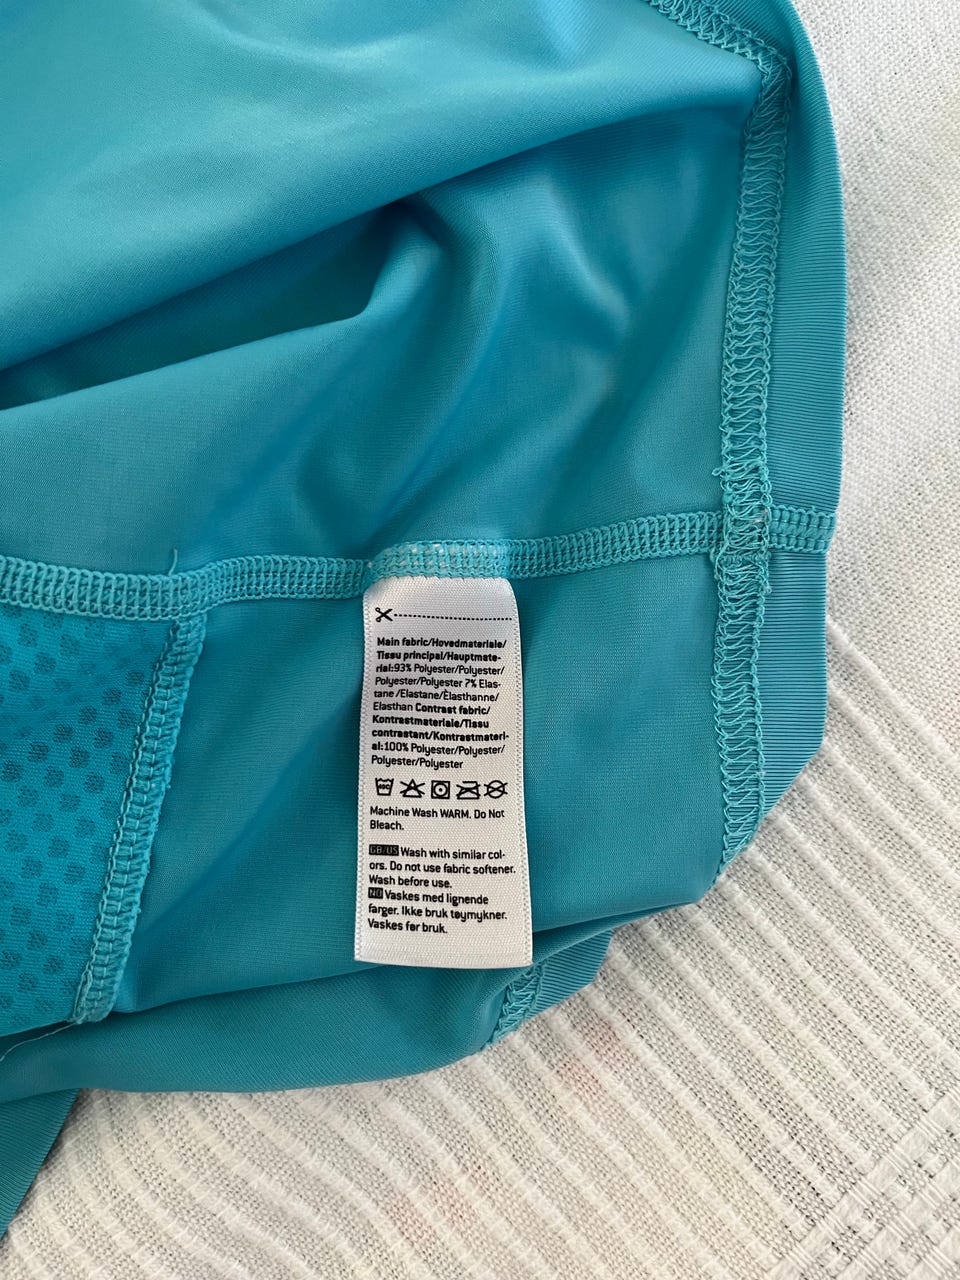 Main fabric/Hovedmateriale/
Tissu principal/Hauptmate-
rial:93% Polyester/Polyester/
Polyester/Polyester 7% Elas-
tane /Elastane/Élasthanne/
Elasthan Contrast fabric/
Kontrastmateriale/Tissu
contrastant/Kontrastmateri-
al:100% Polyester/Polyester/
Polyester/Polyester
Machine Wash WARM. Do Not
Bleach.
GB/US Wash with similar col-
ors. Do not use fabric softener.
Wash before use.
NO Vaskes med lignende
farger. Ikke bruk tøymykner.
Vaskes før bruk.